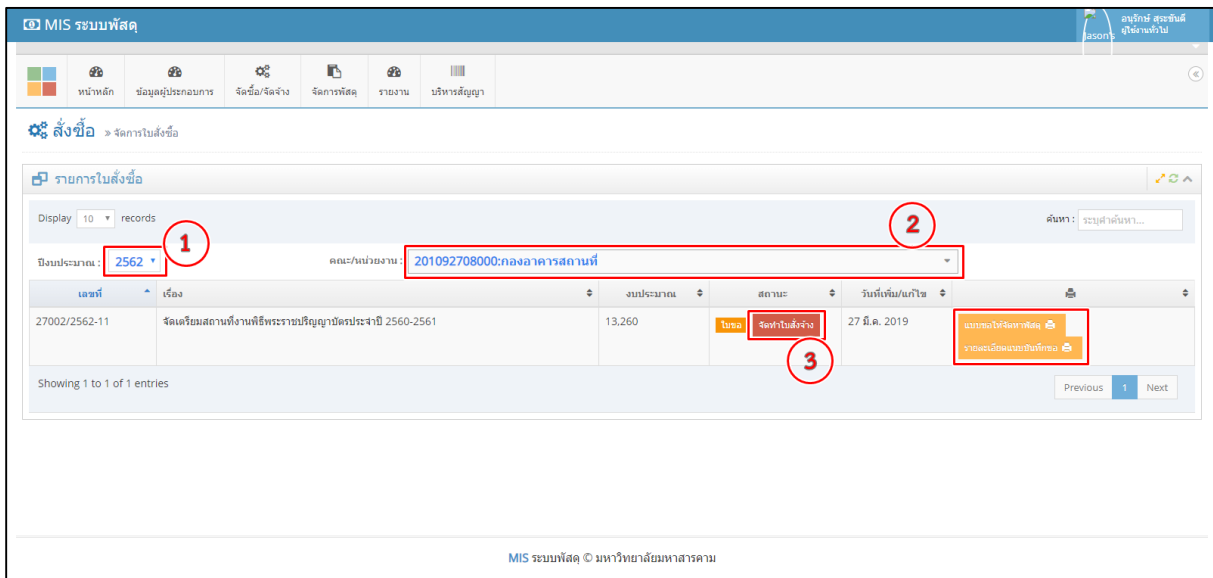 MIS ระบบพัสดุ
Jason's
อนุรักษ์ สุระขันตี
ผู้ใช้งานทั่วไป
หน้าหลัก ข้อมูลผู้ประกอบการ จัดซื้อ/จัดจ้าง จัดการพัสดุ รายงาน บริหารสัญญา
สั่งซื้อ » จัดการใบสั่งซื้อ
รายการใบสั่งซื้อ
Display 10 records ค้นหา : ระบุคำค้นหา...
1 2
ปีงบประมาณ : 2562 คณะ/หน่วยงาน : 201092708000:กองอาคารสถานที่
เลขที่ เรื่อง งบประมาณ สถานะ วันที่เพิ่ม/แก้ไข
27002/2562-11 จัดเตรียมสถานที่งานพิธีพระราชปริญญาบัตรประจำปี 2560-2561 13,260 ใบขอ จัดทำใบสั่งจ้าง 27 มี.ค. 2019 แบบขอให้จัดหาพัสดุ
รายละเอียดแนบบันทึกขอ
3
Showing 1 to 1 of 1 entries Previous 1 Next
MIS ระบบพัสดุ © มหาวิทยาลัยมหาสารคาม